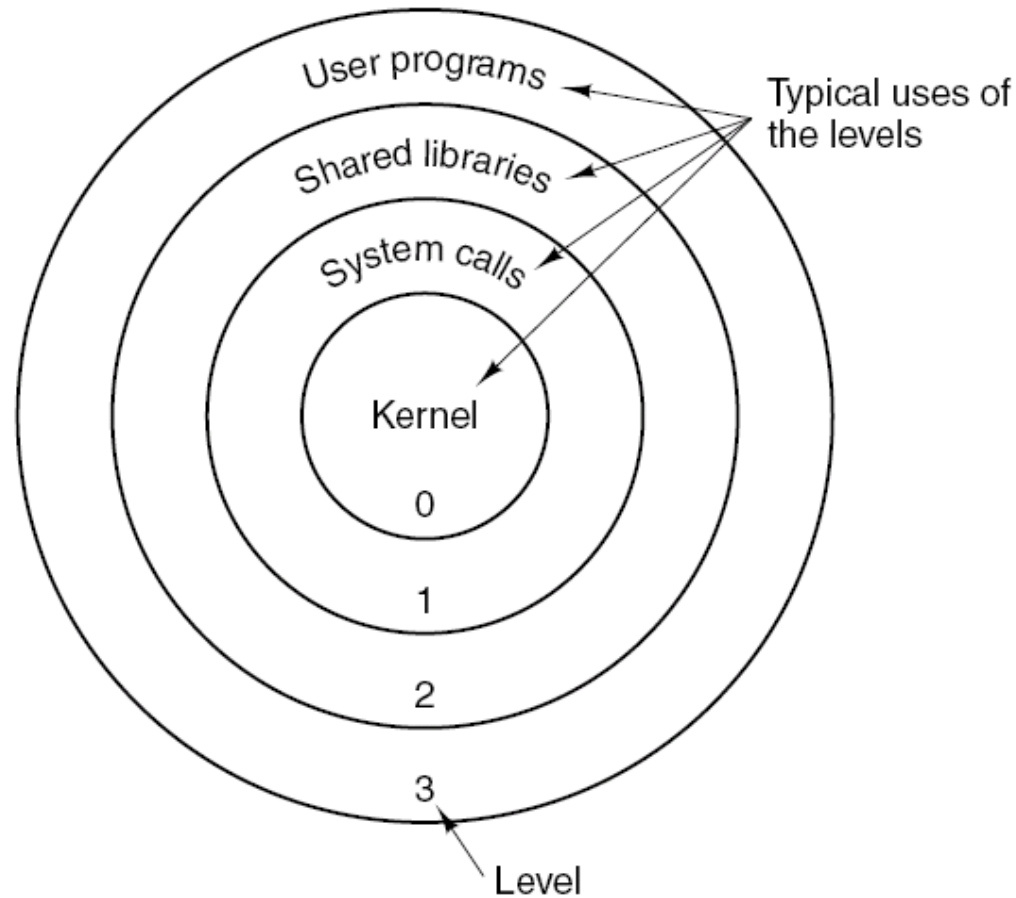 User programs
Typical uses of
the levels
Shared libraries
System calls
Kernel
0
1
2
3
Level